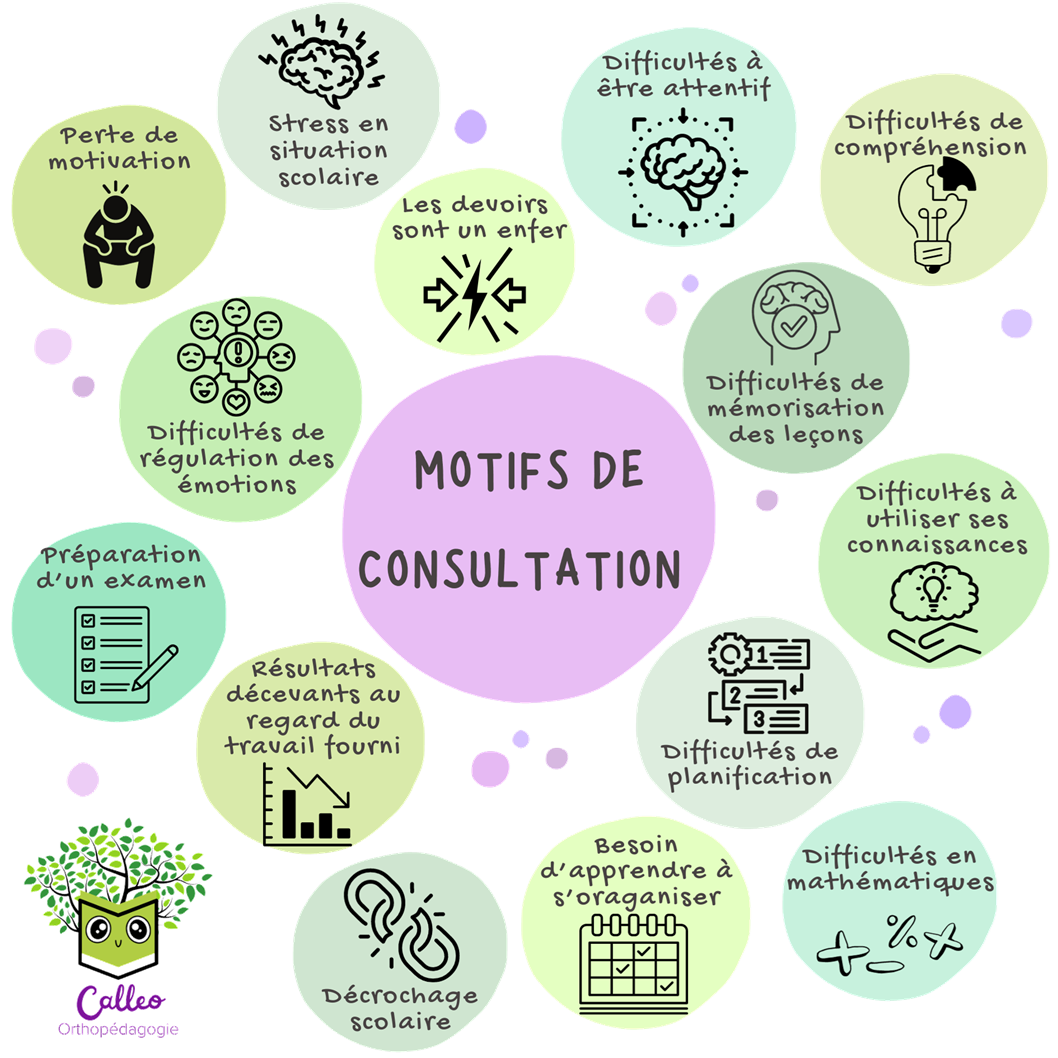 Stress en
situation
scolaire
Difficultés à
être attentif
Perte de
motivation
Difficultés de
compréhension
Les devoirs
sont un enfer
Difficultés de
mémorisation
des leçons
Difficultés de
régulation des
émotions
MOTIFS DE
CONSULTATION
Difficultés à
utiliser ses
connaissances
Préparation
d'un examen
Résultats
décevants au
regard du
travail fourni
1
2
3
Difficultés de
planification
Besoin
d'apprendre à
s'oraganiser
Difficultés en
mathématiques
Décrochage
scolaire
Calleo
Orthopédagogie